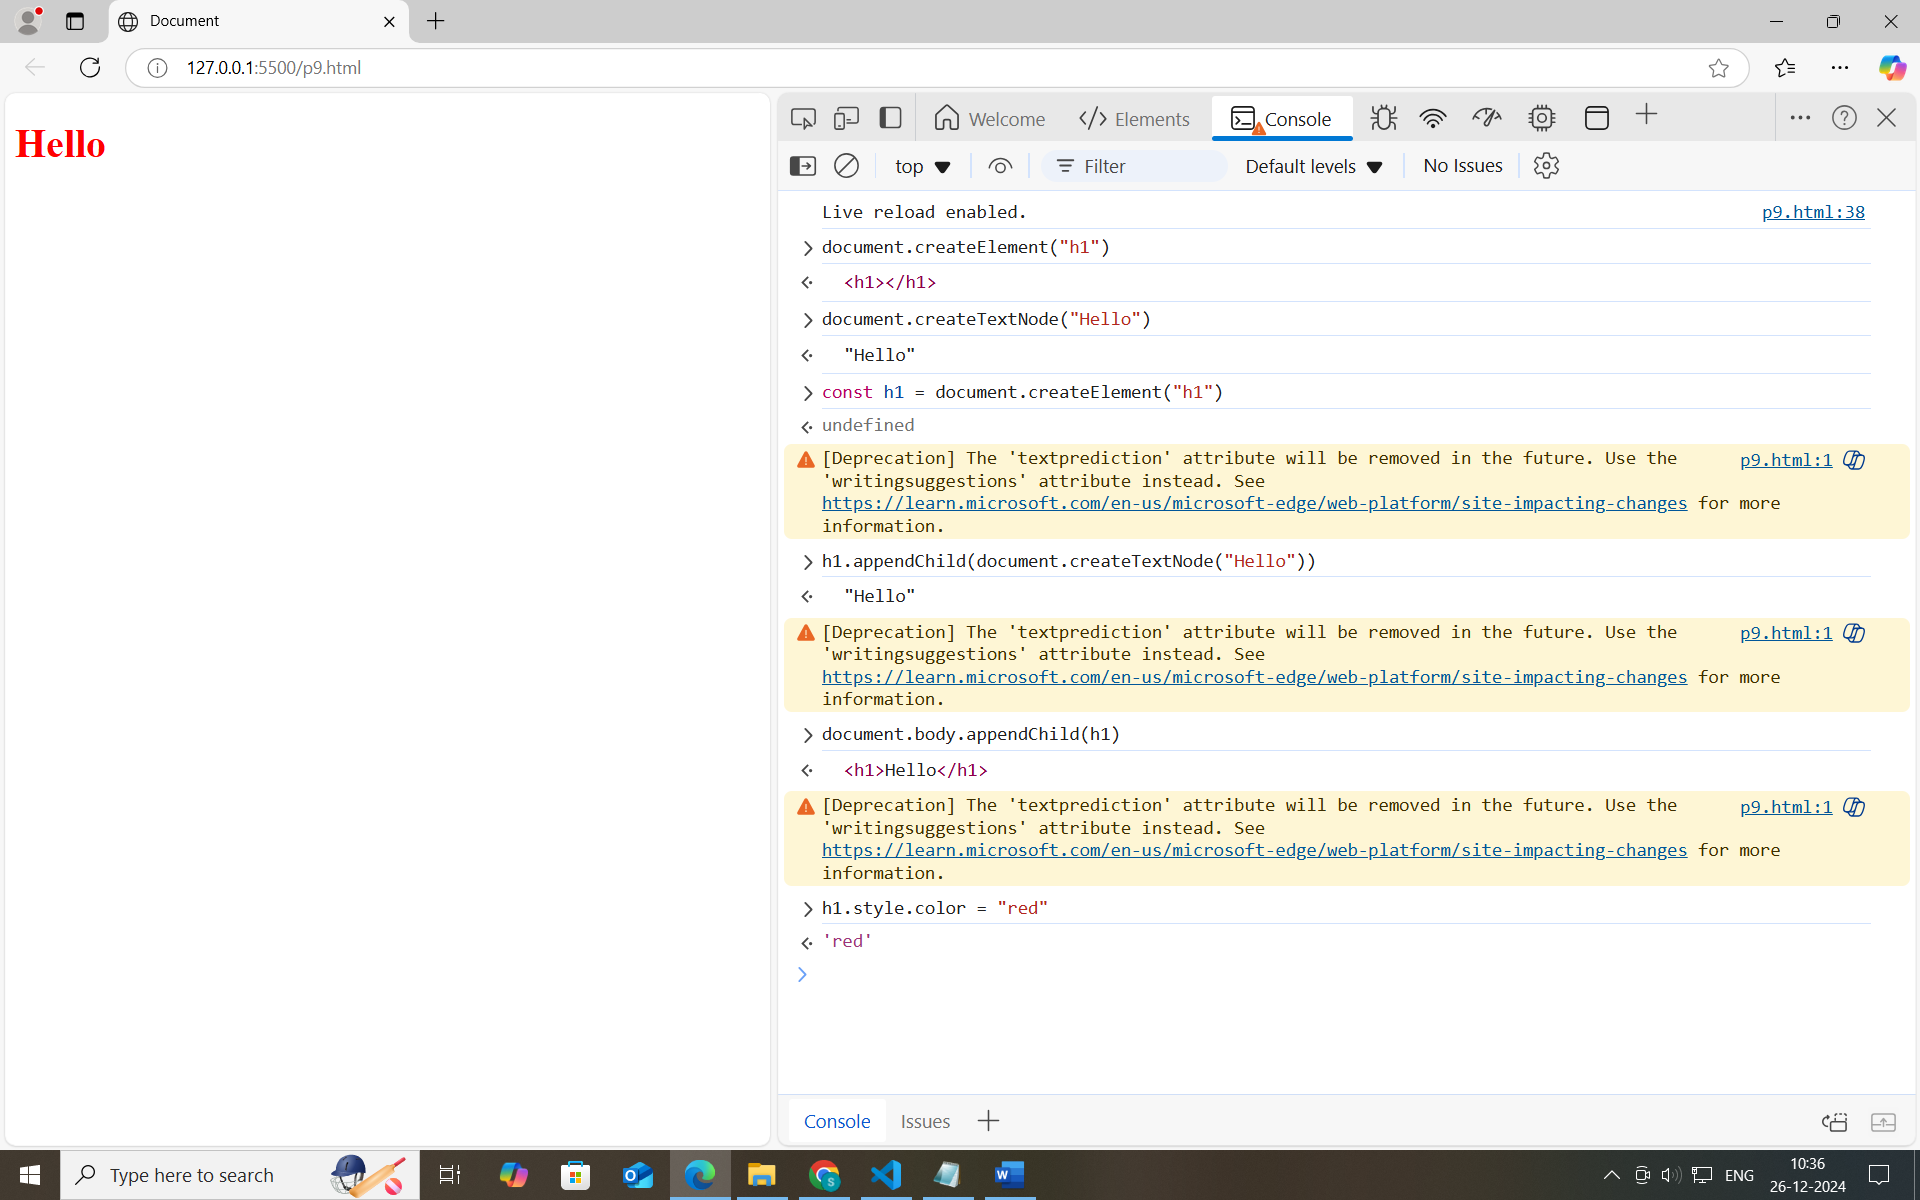 Document
127.0.0.1:5500/p9.html
Hello
Welcome
Elements
Console
top
Filter
Default levels
No Issues
Live reload enabled.
p9.html:38
document.createElement("h1")
<h1></h1>
document.createTextNode("Hello")
"Hello"
const h1 = document.createElement("h1")
undefined
[Deprecation] The 'textprediction' attribute will be removed in the future. Use the
p9.html:1
'writingsuggestions' attribute instead. See
https://learn.microsoft.com/en-us/microsoft-edge/web-platform/site-impacting-changes for more
information.
h1.appendChild(document.createTextNode("Hello"))
"Hello"
[Deprecation] The 'textprediction' attribute will be removed in the future. Use the
p9.html:1
'writingsuggestions' attribute instead. See
https://learn.microsoft.com/en-us/microsoft-edge/web-platform/site-impacting-changes for more
information.
document.body.appendChild(h1)
<h1>Hello</h1>
[Deprecation] The 'textprediction' attribute will be removed in the future. Use the
p9.html:1
'writingsuggestions' attribute instead. See
https://learn.microsoft.com/en-us/microsoft-edge/web-platform/site-impacting-changes for more
information.
h1.style.color = "red"
'red'
Console
Issues
Type here to search
ENG
10:36
26-12-2024